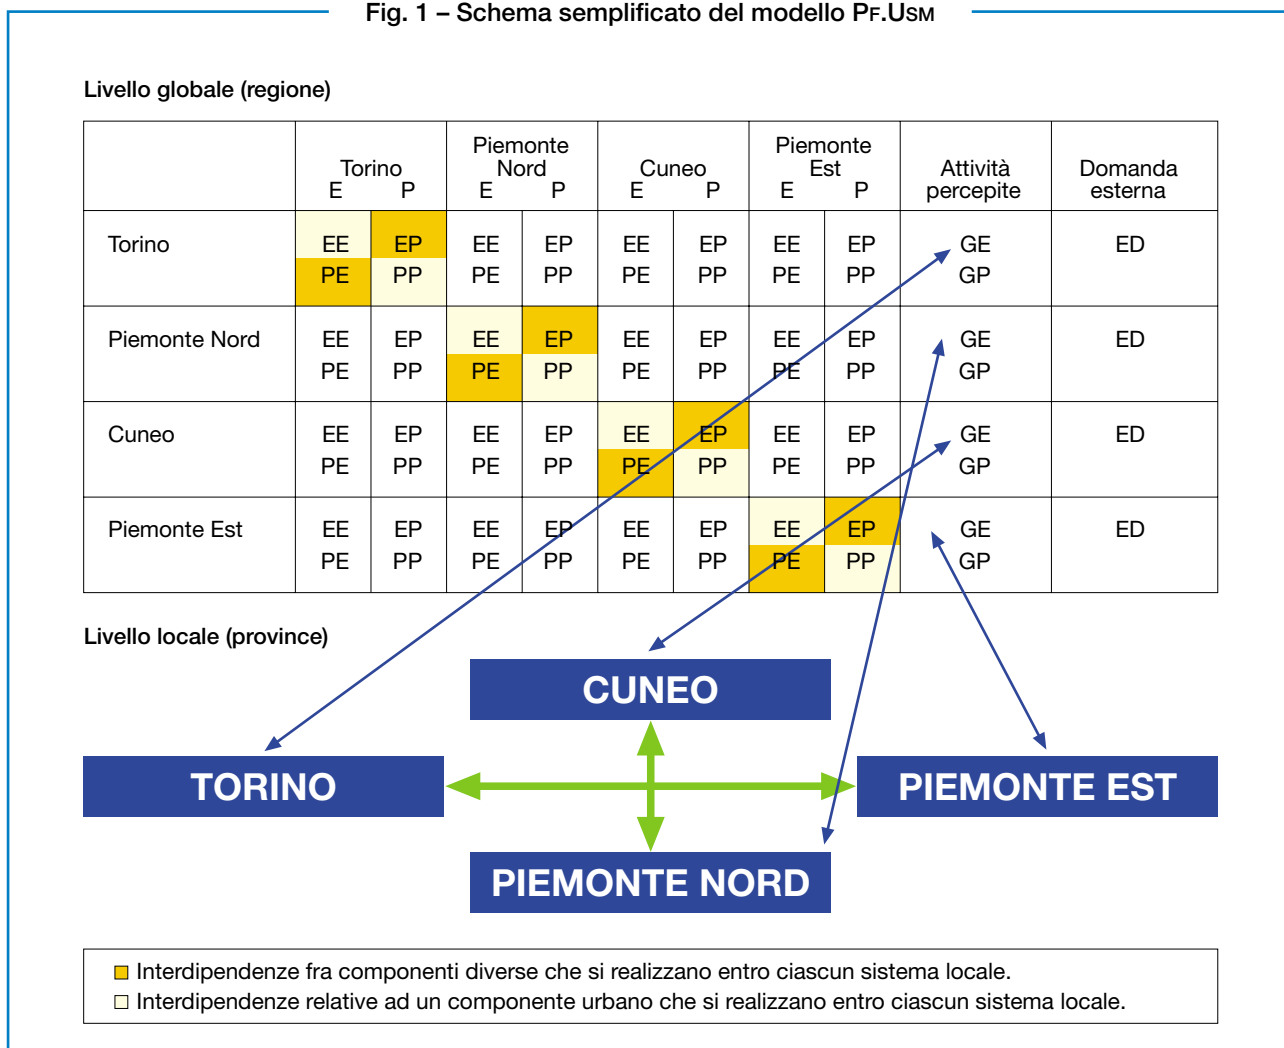 Fig. 1 – Schema semplificato del modello PF.USM
Livello globale (regione)
Torino Piemonte Nord Cuneo Piemonte Est Attività percepite Domanda esterna
E P E P E P E P
Torino EE EP EE EP EE EP EE EP GE ED
PE PP PE PP PE PP PE PP GP
Piemonte Nord EE EP EE EP EE EP EE EP GE ED
PE PP PE PP PE PP PE PP GP
Cuneo EE EP EE EP EE EP EE EP GE ED
PE PP PE PP PE PP PE PP GP
Piemonte Est EE EP EE EP EE EP EE EP GE ED
PE PP PE PP PE PP PE PP GP
Livello locale (province)
CUNEO
TORINO
PIEMONTE EST
PIEMONTE NORD
Interdipendenze fra componenti diverse che si realizzano entro ciascun sistema locale.
Interdipendenze relative ad un componente urbano che si realizzano entro ciascun sistema locale.